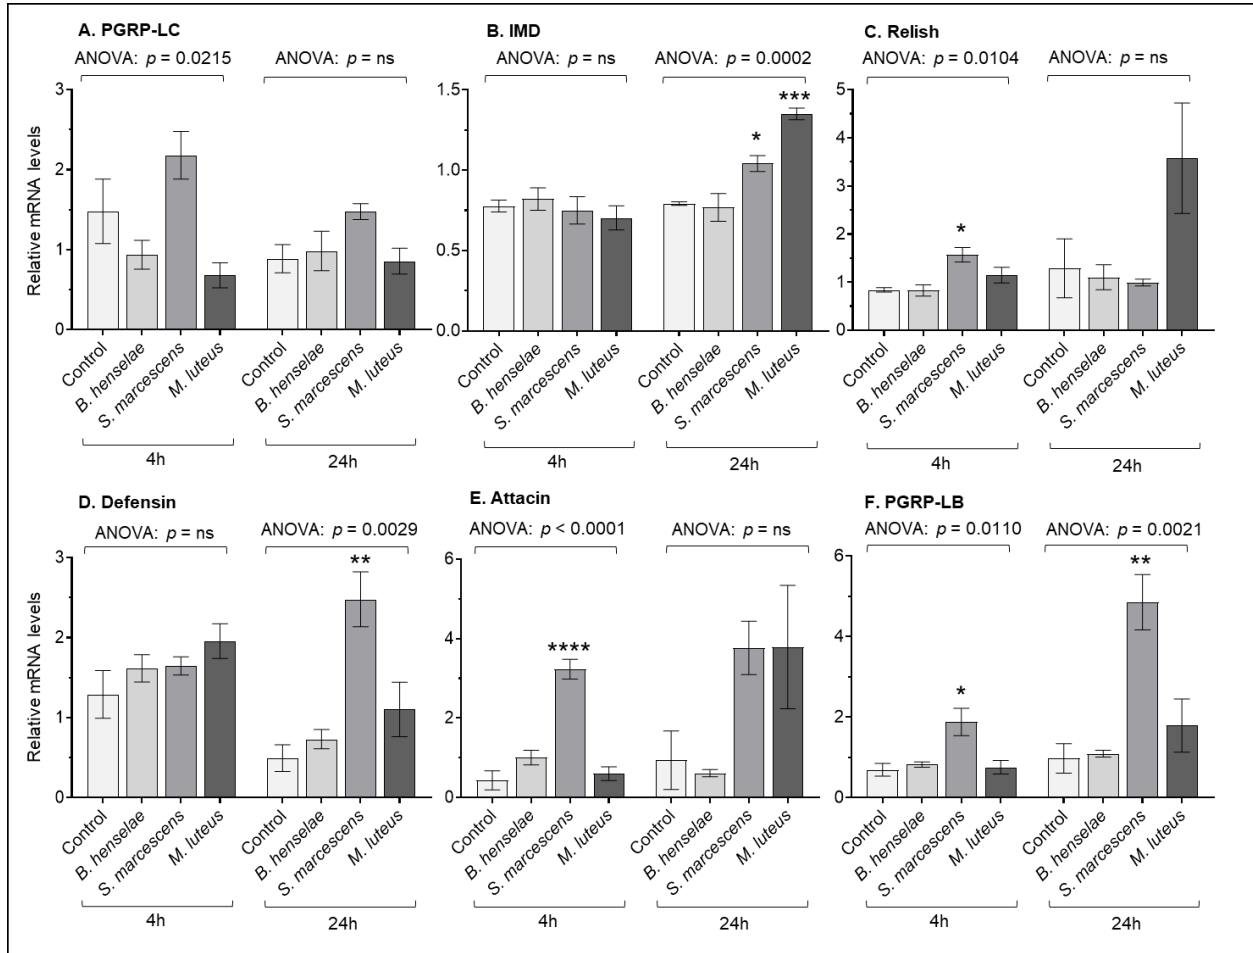 A. PGRP-LC
ANOVA: p = 0.0215
ANOVA: p = ns
Relative mRNA levels
3
2
1
0
Control
B. henselae
S. marcescens
M. luteus
Control
B. henselae
S. marcescens
M. luteus
4h
24h
B. IMD
ANOVA: p = ns
ANOVA: p = 0.0002
1.5
1.0
0.5
0.0
*
***
Control
B. henselae
S. marcescens
M. luteus
Control
B. henselae
S. marcescens
M. luteus
4h
24h
C. Relish
ANOVA: p = 0.0104
ANOVA: p = ns
5
4
3
2
1
0
*
Control
B. henselae
S. marcescens
M. luteus
Control
B. henselae
S. marcescens
M. luteus
4h
24h
D. Defensin
ANOVA: p = ns
ANOVA: p = 0.0029
Relative mRNA levels
3
2
1
0
**
Control
B. henselae
S. marcescens
M. luteus
Control
B. henselae
S. marcescens
M. luteus
4h
24h
E. Attacin
ANOVA: p < 0.0001
ANOVA: p = ns
6
4
2
0
****
Control
B. henselae
S. marcescens
M. luteus
Control
B. henselae
S. marcescens
M. luteus
4h
24h
F. PGRP-LB
ANOVA: p = 0.0110
ANOVA: p = 0.0021
6
4
2
0
*
**
Control
B. henselae
S. marcescens
M. luteus
Control
B. henselae
S. marcescens
M. luteus
4h
24h